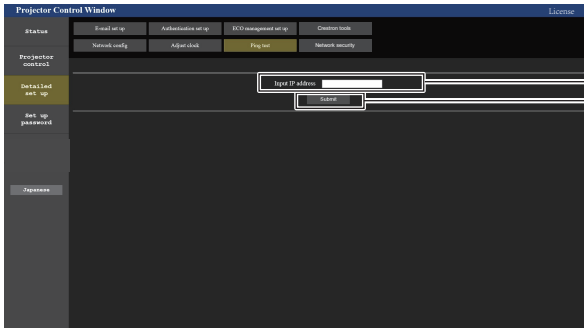 Projector Control Window
License
Status
E-mail set up
Authentication set up
ECO management set up
Crestron tools
Network config
Adjust clock
Ping test
Network security
Projector
control
Detailed
set up
Set up
password
Japanese
Input IP address
Submit